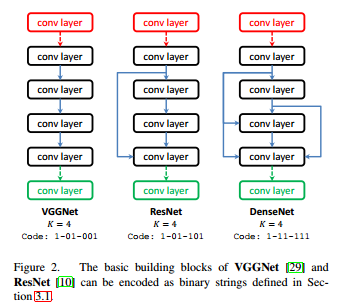 conv layer conv layer conv layer
conv layer conv layer conv layer
conv layer conv layer conv layer
conv layer conv layer conv layer
conv layer conv layer conv layer
conv layer conv layer conv layer
VGGNet ResNet DenseNet
K = 4 K = 4 K = 4
Code: 1-01-001 Code: 1-01-101 Code: 1-11-111
Figure 2. The basic building blocks of VGGNet [29] and
ResNet [10] can be encoded as binary strings defined in Sec-
tion 3.1.